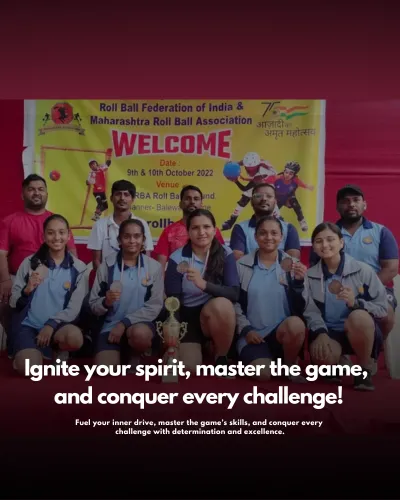 Roll Ball Federation of India &
Maharashtra Roll Ball Association
आज़ादी का
अमृत महोत्सव
WELCOME
Date
9th & 10th October 2022
Venue
Ignite your spirit, master the game,
and conquer every challenge!
Fuel your inner drive, master the game's skills, and conquer every
challenge with determination and excellence.